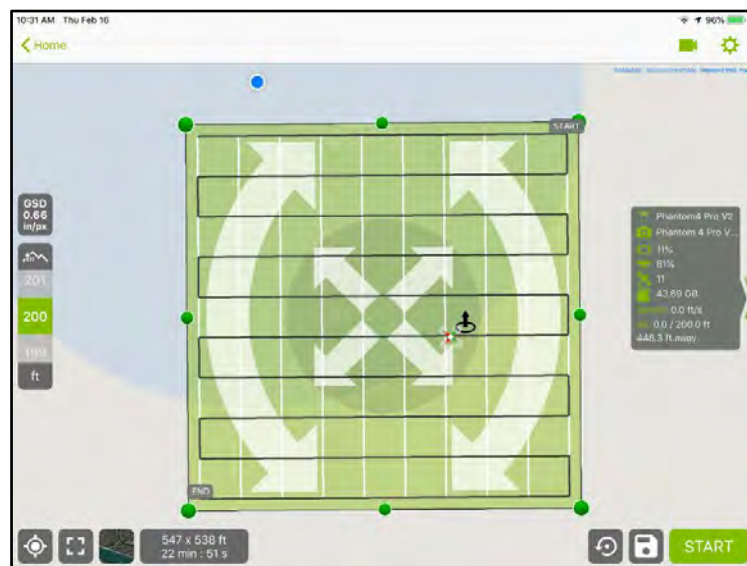 10:31 AM Thu Feb 16
96%
Home
START
GSD
0.66
in/px
201
200
199
ft
Phantom4 Pro V2
Phantom 4 Pro V...
11%
81%
11
43.69 GB
0.0 ft/s
0.0 / 200.0 ft
448.3 ft away
END
547 x 538 ft
22 min : 51 s
START